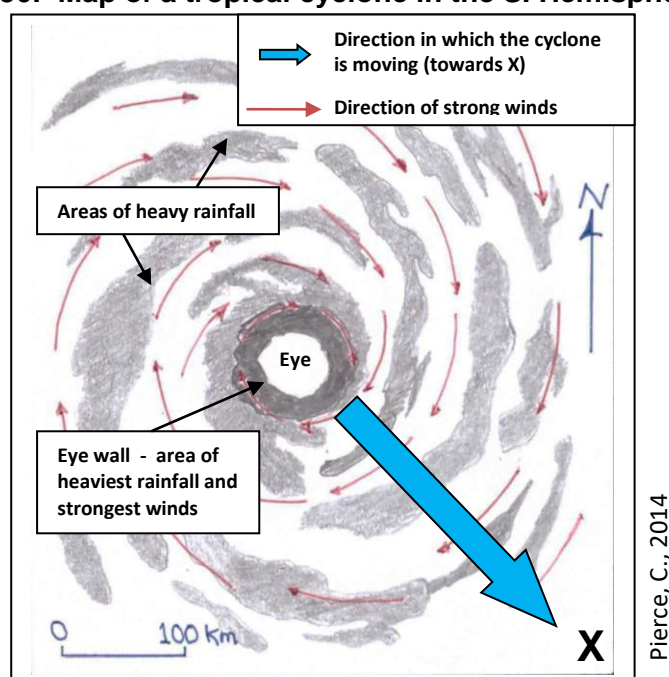 Direction in which the cyclone
is moving (towards X)
Direction of strong winds
Areas of heavy rainfall
N
Eye
Eye wall - area of
heaviest rainfall and
strongest winds
0 100 km
X
Pierce, C., 2014